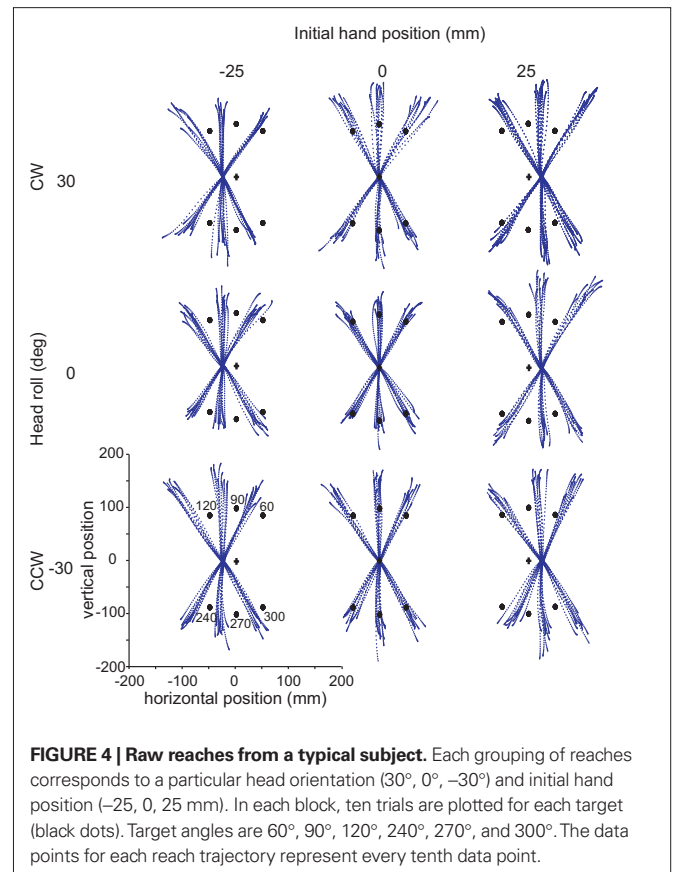 Initial hand position (mm)
-25 0 25
CW 30
Head roll (deg)
0
CCW -30
200
100
0
-100
-200
vertical position
120 90 60
240 270 300
-200 -100 0 100 200
horizontal position (mm)
FIGURE 4 | Raw reaches from a typical subject. Each grouping of reaches
corresponds to a particular head orientation (30°, 0°, –30°) and initial hand
position (–25, 0, 25 mm). In each block, ten trials are plotted for each target
(black dots). Target angles are 60°, 90°, 120°, 240°, 270°, and 300°. The data
points for each reach trajectory represent every tenth data point.